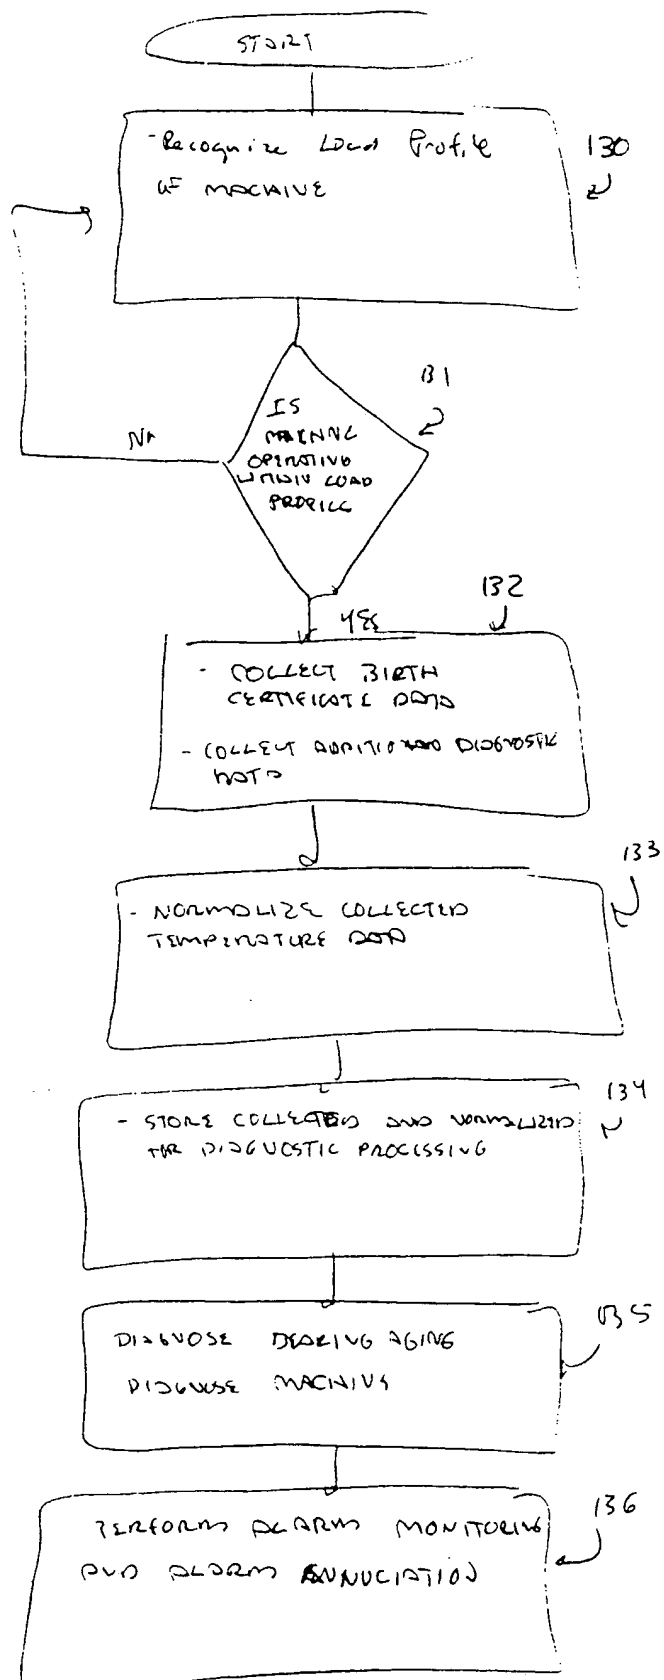 START
- Recognize Load Profile
OF MACHINE
130
131
IS
MACHINE
OPERATING
WITHIN LOAD
PROFILE
No
YES
132
- COLLECT BIRTH
CERTIFICATE DATA
- COLLECT ADDITIONAL DIAGNOSTIC
DATA
133
- NORMALIZE COLLECTED
TEMPERATURE DATA
134
- STORE COLLECTED AND NORMALIZED
FOR DIAGNOSTIC PROCESSING
135
DIAGNOSE BEARING AGING
DIAGNOSE MACHINE
136
PERFORM ALARM MONITORING
AND ALARM ANNUCIATION